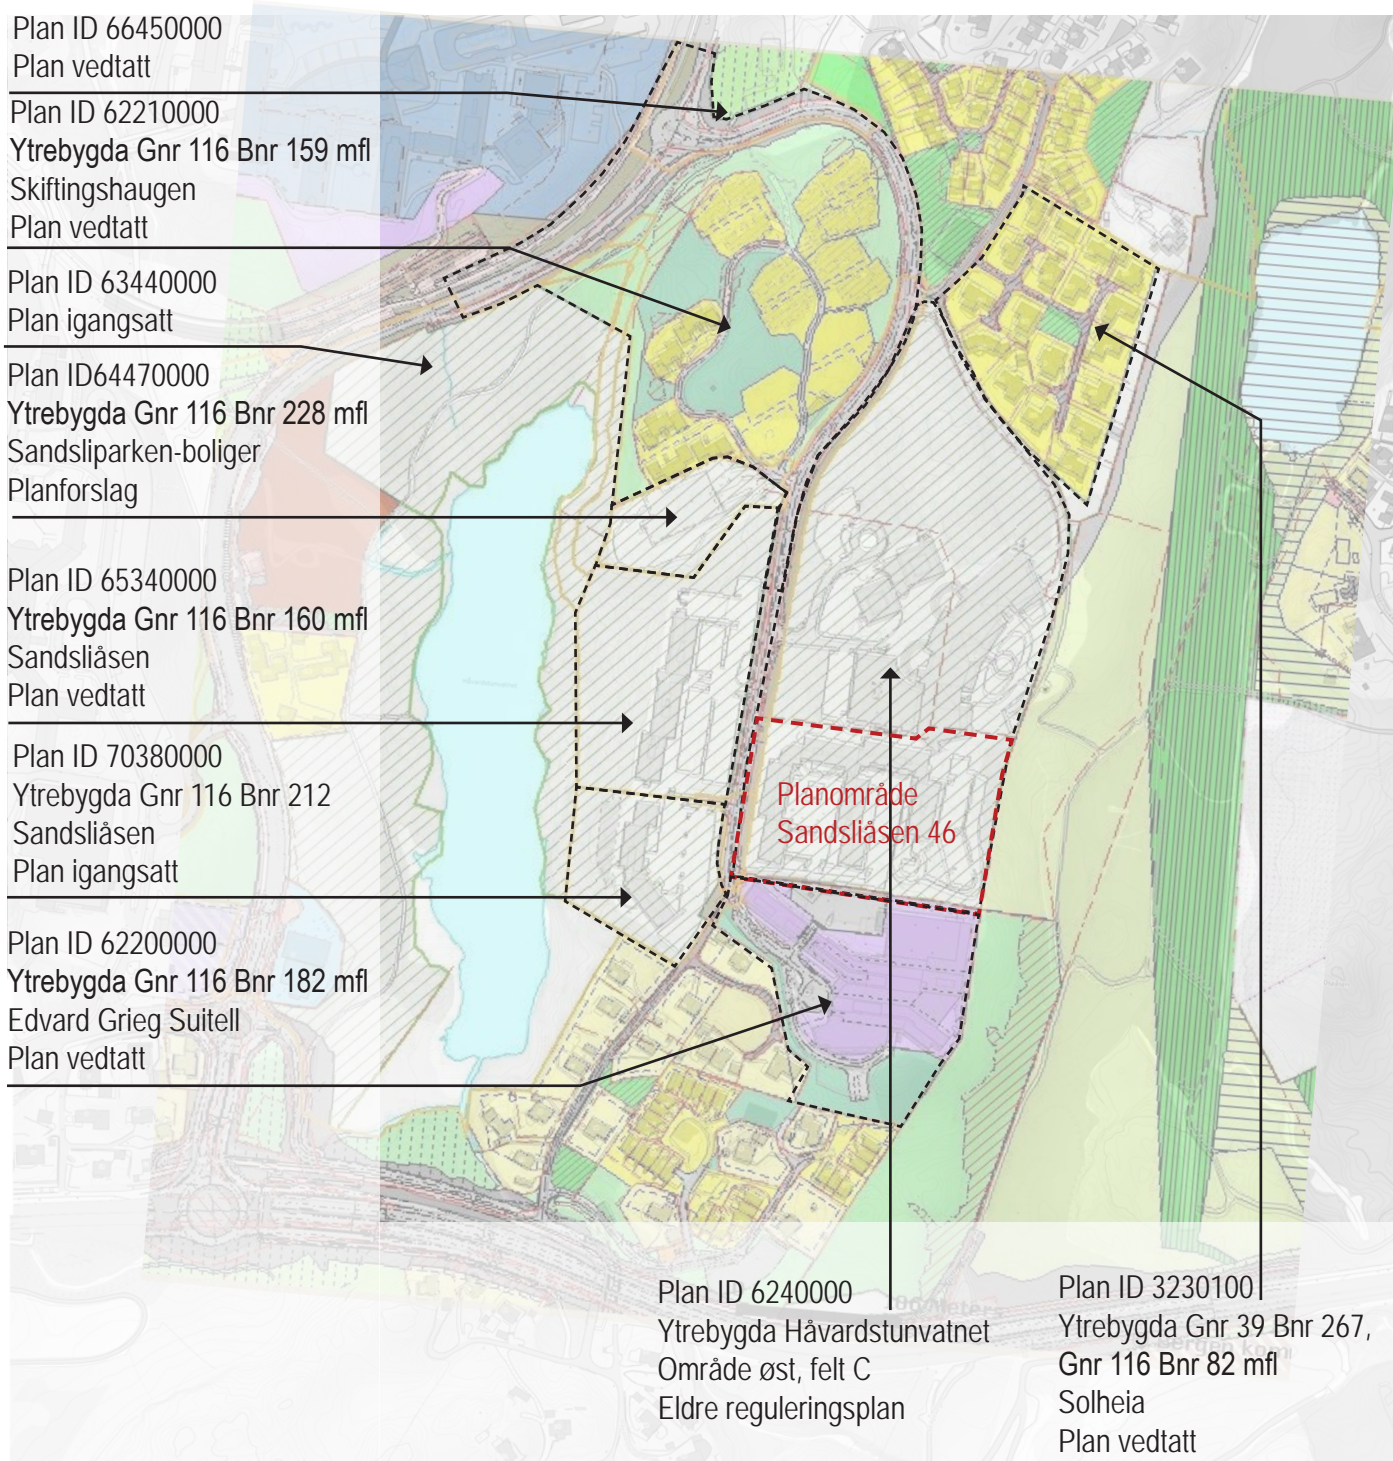 Plan ID 66450000
Plan vedtatt
Plan ID 62210000
Ytrebygda Gnr 116 Bnr 159 mfl
Skiftingshaugen
Plan vedtatt
Plan ID 63440000
Plan igangsatt
Plan ID64470000
Ytrebygda Gnr 116 Bnr 228 mfl
Sandsliparken-boliger
Planforslag
Plan ID 65340000
Ytrebygda Gnr 116 Bnr 160 mfl
Sandsliåsen
Plan vedtatt
Plan ID 70380000
Ytrebygda Gnr 116 Bnr 212
Sandsliåsen
Plan igangsatt
Plan ID 62200000
Ytrebygda Gnr 116 Bnr 182 mfl
Edvard Grieg Suitell
Plan vedtatt
Planområde
Sandsliåsen 46
Plan ID 6240000
Ytrebygda Håvardstunvatnet
Område øst, felt C
Eldre reguleringsplan
Meters
Plan ID 3230100
Ytrebygda Gnr 39 Bnr 267,
Gnr 116 Bnr 82 mfl
Solheia
Plan vedtatt